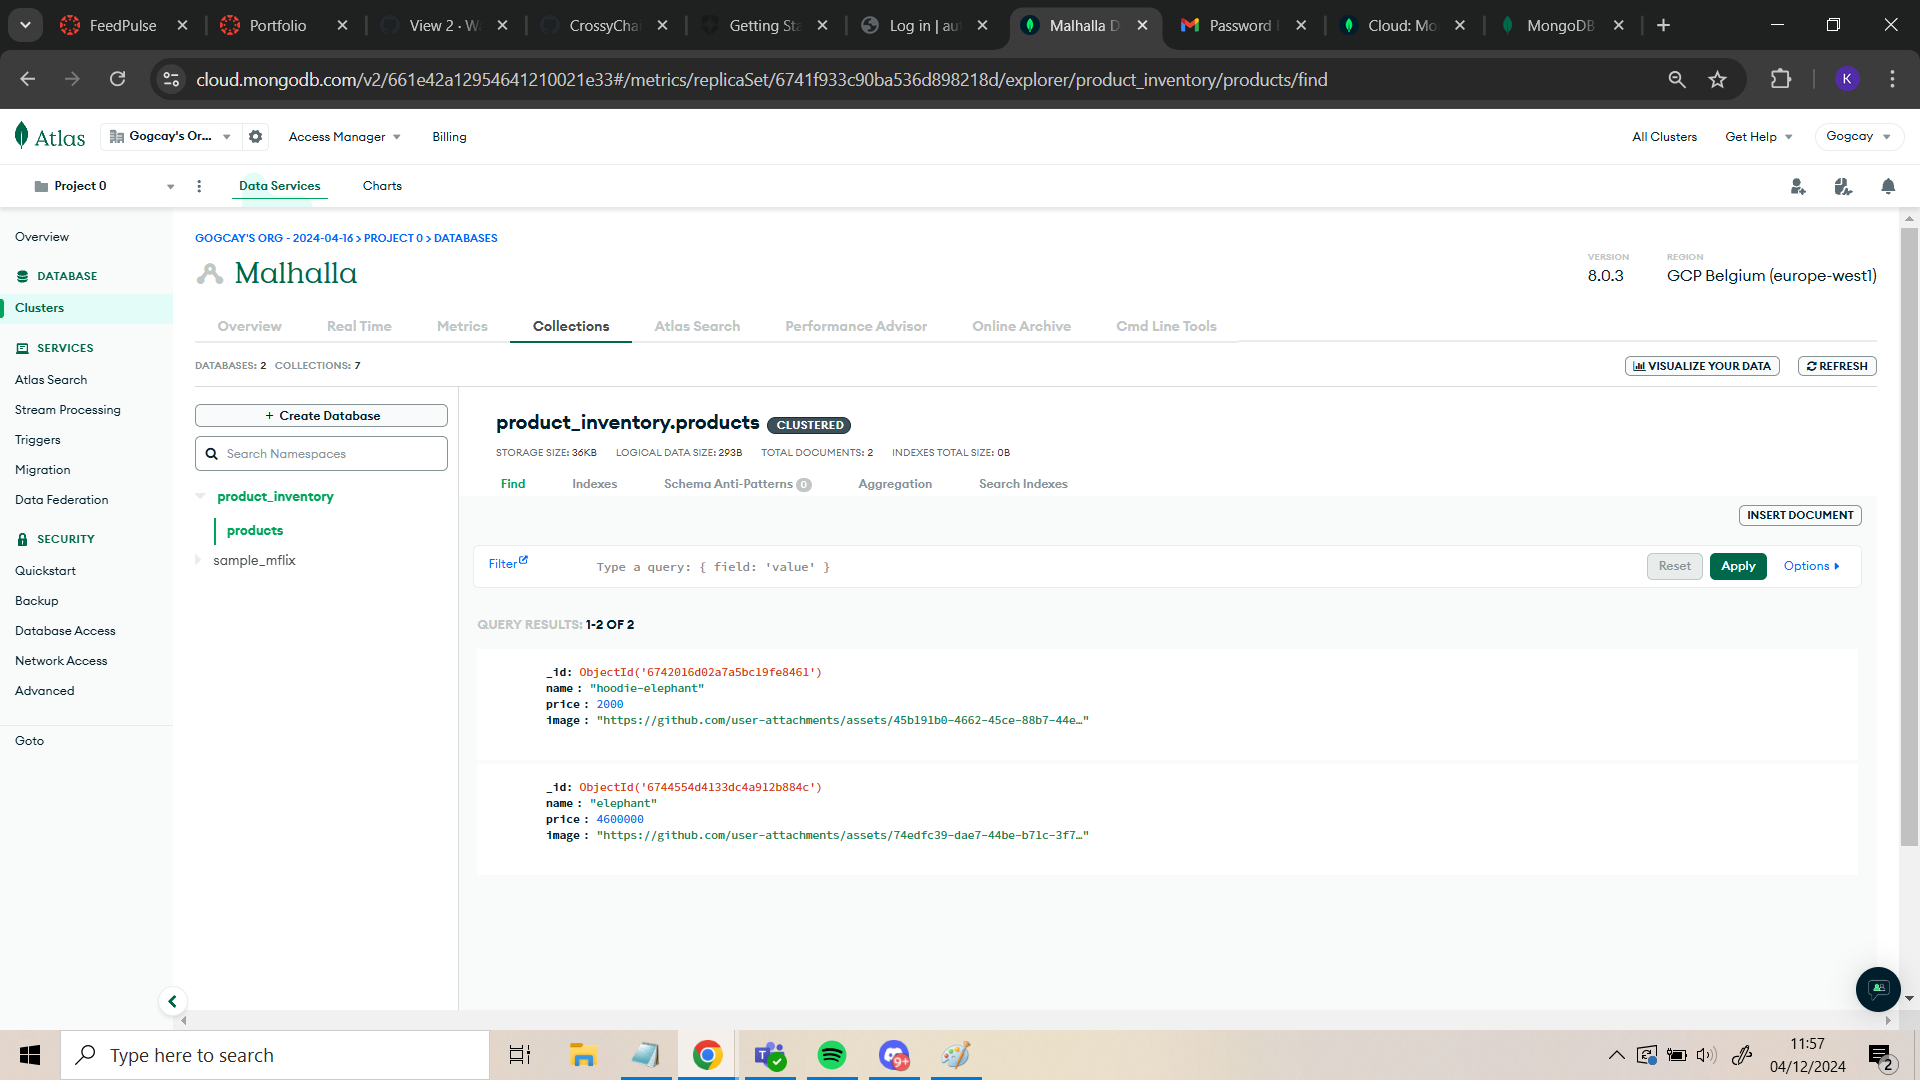 FeedPulse
Portfolio
View 2 · W
CrossyCha
Getting Sta
Log in | au
Malhalla D
Password
Cloud: Mo
MongoDB
cloud.mongodb.com/v2/661e42a12954641210021e33#/metrics/replicaSet/6741f933c90ba536d898218d/explorer/product_inventory/products/find
K
Atlas
Gogcay's Or...
Access Manager
Billing
All Clusters
Get Help
Gogcay
Project 0
Data Services
Charts
Overview
DATABASE
Clusters
SERVICES
Atlas Search
Stream Processing
Triggers
Migration
Data Federation
SECURITY
Quickstart
Backup
Database Access
Network Access
Advanced
Goto
GOGCAY'S ORG - 2024-04-16 > PROJECT 0 > DATABASES
Malhalla
VERSION
8.0.3
REGION
GCP Belgium (europe-west1)
Overview
Real Time
Metrics
Collections
Atlas Search
Performance Advisor
Online Archive
Cmd Line Tools
DATABASES: 2 COLLECTIONS: 7
VISUALIZE YOUR DATA
REFRESH
+ Create Database
Search Namespaces
product_inventory
products
sample_mflix
product_inventory.products CLUSTERED
STORAGE SIZE: 36KB LOGICAL DATA SIZE: 293B TOTAL DOCUMENTS: 2 INDEXES TOTAL SIZE: 0B
Find
Indexes
Schema Anti-Patterns 0
Aggregation
Search Indexes
INSERT DOCUMENT
Filter
Type a query: { field: 'value' }
Reset
Apply
Options
QUERY RESULTS: 1-2 OF 2
_id: ObjectId('6742016d02a7a5bc19fe8461')
name : "hoodie-elephant"
price : 2000
image : "https://github.com/user-attachments/assets/45b191b0-4662-45ce-88b7-44e…"
_id: ObjectId('6744554d4133dc4a912b884c')
name : "elephant"
price : 4600000
image : "https://github.com/user-attachments/assets/74edfc39-dae7-44be-b71c-3f7…"
Type here to search
9+
11:57
04/12/2024
2